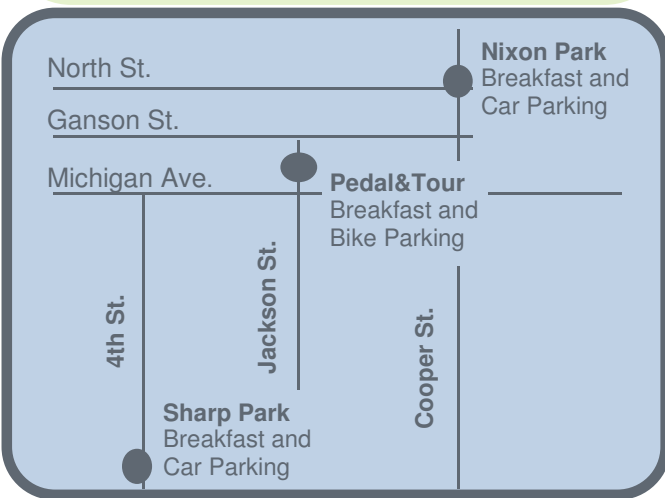 North St.
Nixon Park
Breakfast and
Car Parking
Ganson St.
Michigan Ave.
Pedal&Tour
Breakfast and
Bike Parking
4th St.
Jackson St.
Cooper St.
Sharp Park
Breakfast and
Car Parking